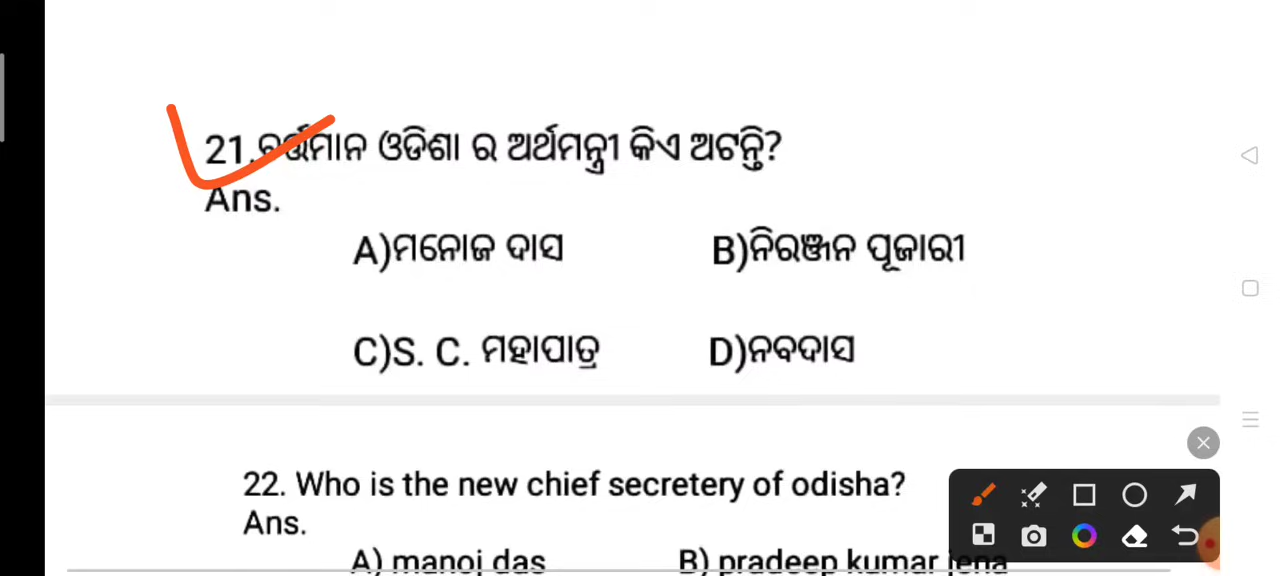 21.ବର୍ତ୍ତମାନ ଓଡିଶା ର ଅର୍ଥମନ୍ତ୍ରୀ କିଏ ଅଟନ୍ତି?
Ans.
A)ମନୋଜ ଦାସ B)ନିରଞ୍ଜନ ପୂଜାରୀ
C)S. C. ମହାପାତ୍ର D)ନବଦାସ
22. Who is the new chief secretery of odisha?
Ans.
A) manoj das B) pradeep kumar jena